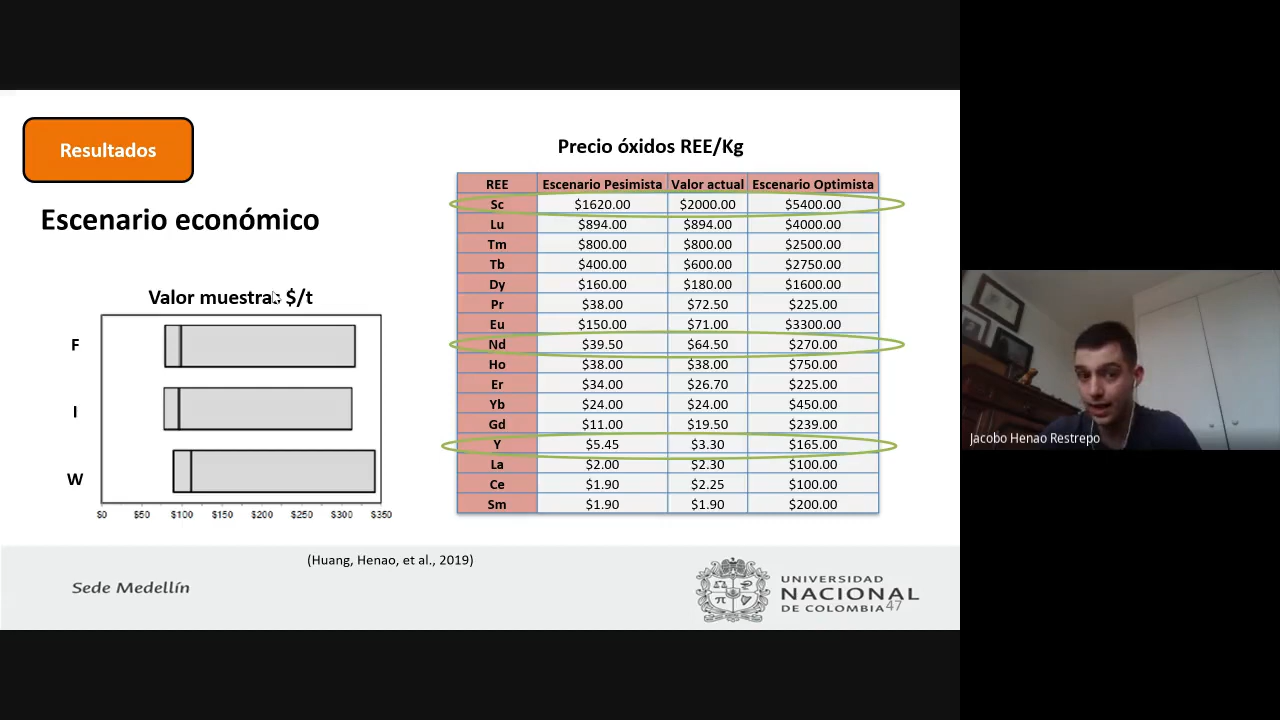 Resultados
Escenario económico
Valor muestras $/t
F
I
W
$0 $50 $100 $150 $200 $250 $300 $350
Precio óxidos REE/Kg
REE Escenario Pesimista Valor actual Escenario Optimista
Sc $1620.00 $2000.00 $5400.00
Lu $894.00 $894.00 $4000.00
Tm $800.00 $800.00 $2500.00
Tb $400.00 $600.00 $2750.00
Dy $160.00 $180.00 $1600.00
Pr $38.00 $72.50 $225.00
Eu $150.00 $71.00 $3300.00
Nd $39.50 $64.50 $270.00
Ho $38.00 $38.00 $750.00
Er $34.00 $26.70 $225.00
Yb $24.00 $24.00 $450.00
Gd $11.00 $19.50 $239.00
Y $5.45 $3.30 $165.00
La $2.00 $2.30 $100.00
Ce $1.90 $2.25 $100.00
Sm $1.90 $1.90 $200.00
(Huang, Henao, et al., 2019)
Sede Medellín
UNIVERSIDAD
NACIONAL
DE COLOMBIA
47
Jacobo Henao Restrepo